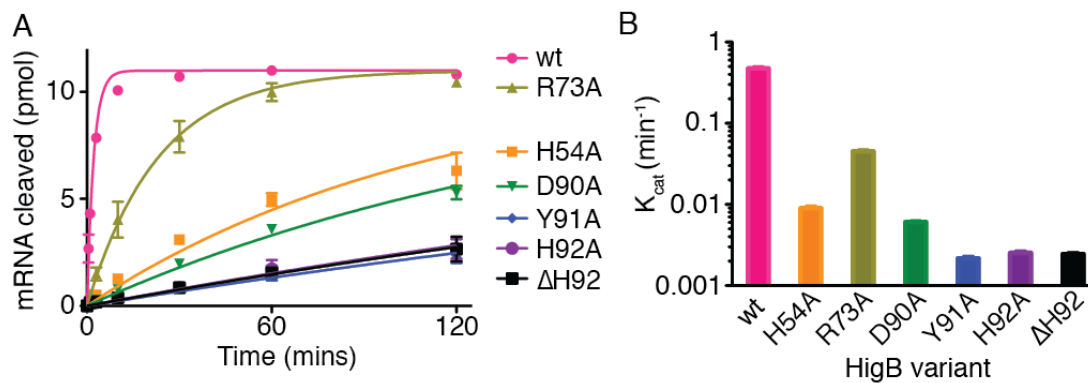 A
mRNA cleaved (pmol)
10
5
0
0
60
120
Time (mins)
wt
R73A
H54A
D90A
Y91A
H92A
ΔH92
B
K_cat (min⁻¹)
1
0.1
0.01
0.001
wt
H54A
R73A
D90A
Y91A
H92A
ΔH92
HigB variant